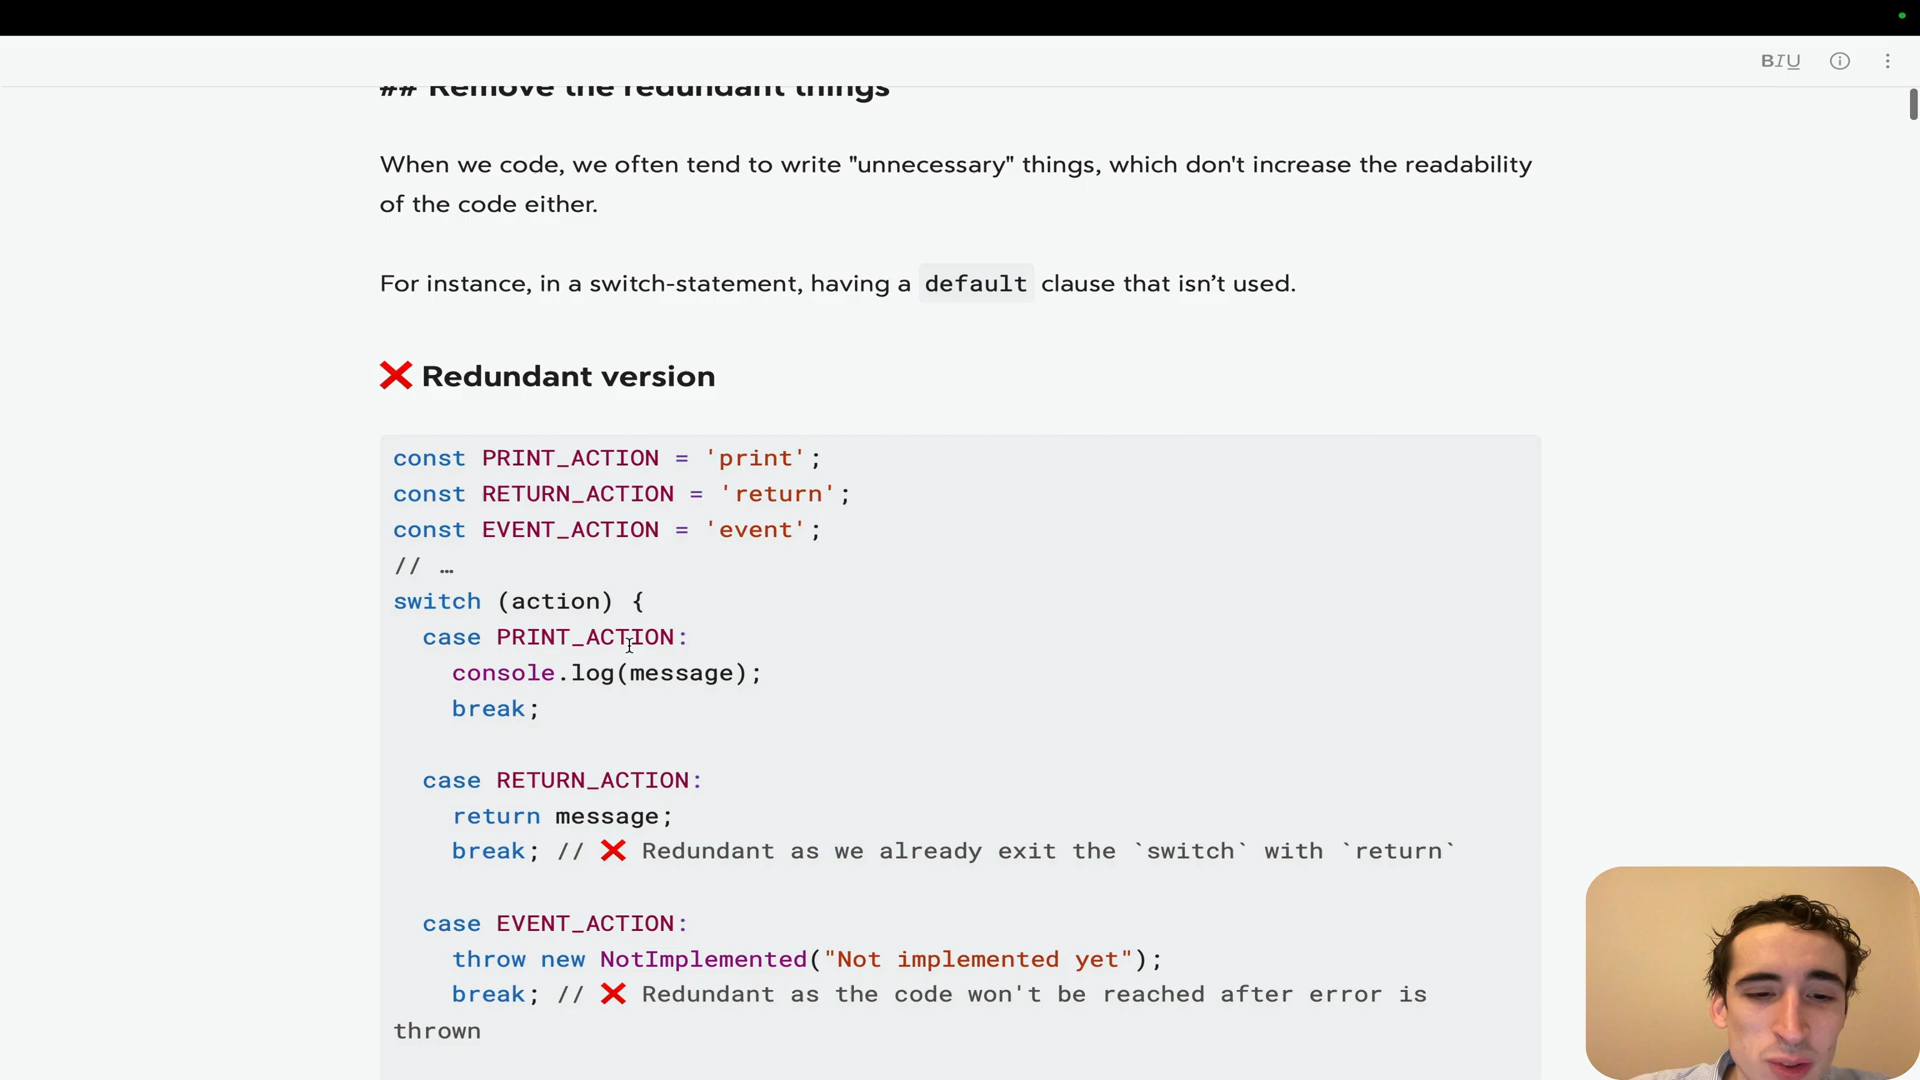 BIU
## Remove the redundant things
When we code, we often tend to write "unnecessary" things, which don't increase the readability
of the code either.
For instance, in a switch-statement, having a default clause that isn’t used.
❌ Redundant version
const PRINT_ACTION = 'print';
const RETURN_ACTION = 'return';
const EVENT_ACTION = 'event';
// …
switch (action) {
case PRINT_ACTION:
console.log(message);
break;
case RETURN_ACTION:
return message;
break; // ❌ Redundant as we already exit the `switch` with `return`
case EVENT_ACTION:
throw new NotImplemented("Not implemented yet");
break; // ❌ Redundant as the code won't be reached after error is
thrown